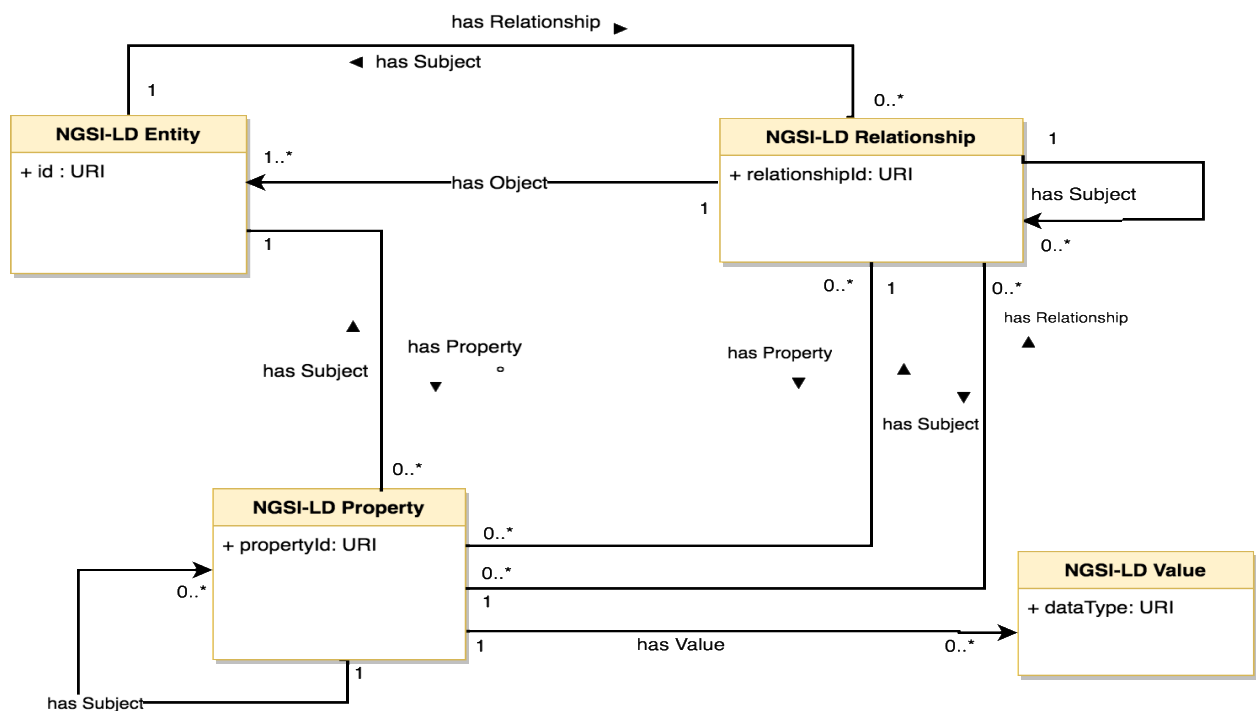 has Relationship ►
◄ has Subject
1
0..*
NGSI-LD Entity
+ id : URI
NGSI-LD Relationship
+ relationshipId: URI
1
1..*
has Object
1
has Subject
0..*
1
0..*
1
0..*
has Relationship
▲
▲
has Subject
has Property
▼
has Property
▼
▲
▼
has Subject
0..*
NGSI-LD Property
+ propertyId: URI
0..*
0..*
1
0..*
has Subject
1
1
has Value
0..*
NGSI-LD Value
+ dataType: URI